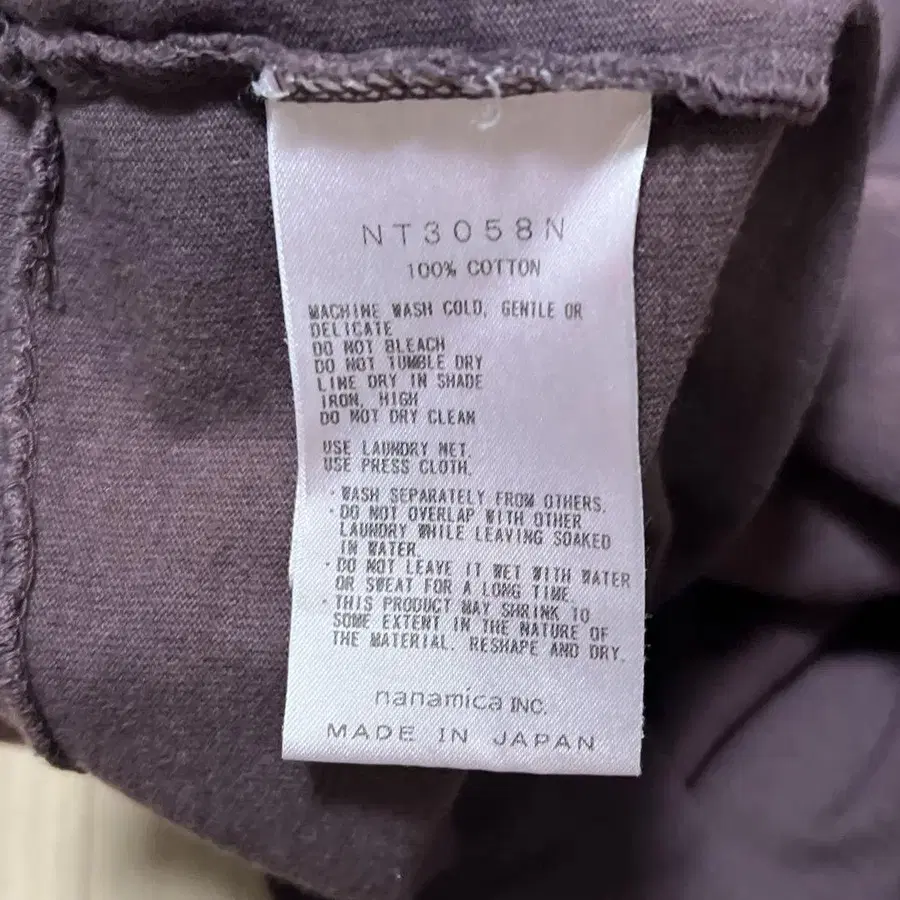 NT3058N
100% COTTON
MACHINE WASH COLD, GENTLE OR
DELICATE
DO NOT BLEACH
DO NOT TUMBLE DRY
LINE DRY IN SHADE
IRON, HIGH
DO NOT DRY CLEAN
USE LAUNDRY NET.
USE PRESS CLOTH.
・WASH SEPARATELY FROM OTHERS.
・DO NOT OVERLAP WITH OTHER
LAUNDRY WHILE LEAVING SOAKED
IN WATER.
・DO NOT LEAVE IT WET WITH WATER
OR SWEAT FOR A LONG TIME.
・THIS PRODUCT MAY SHRINK TO
SOME EXTENT IN THE NATURE OF
THE MATERIAL. RESHAPE AND DRY.
nanamica INC.
MADE IN JAPAN